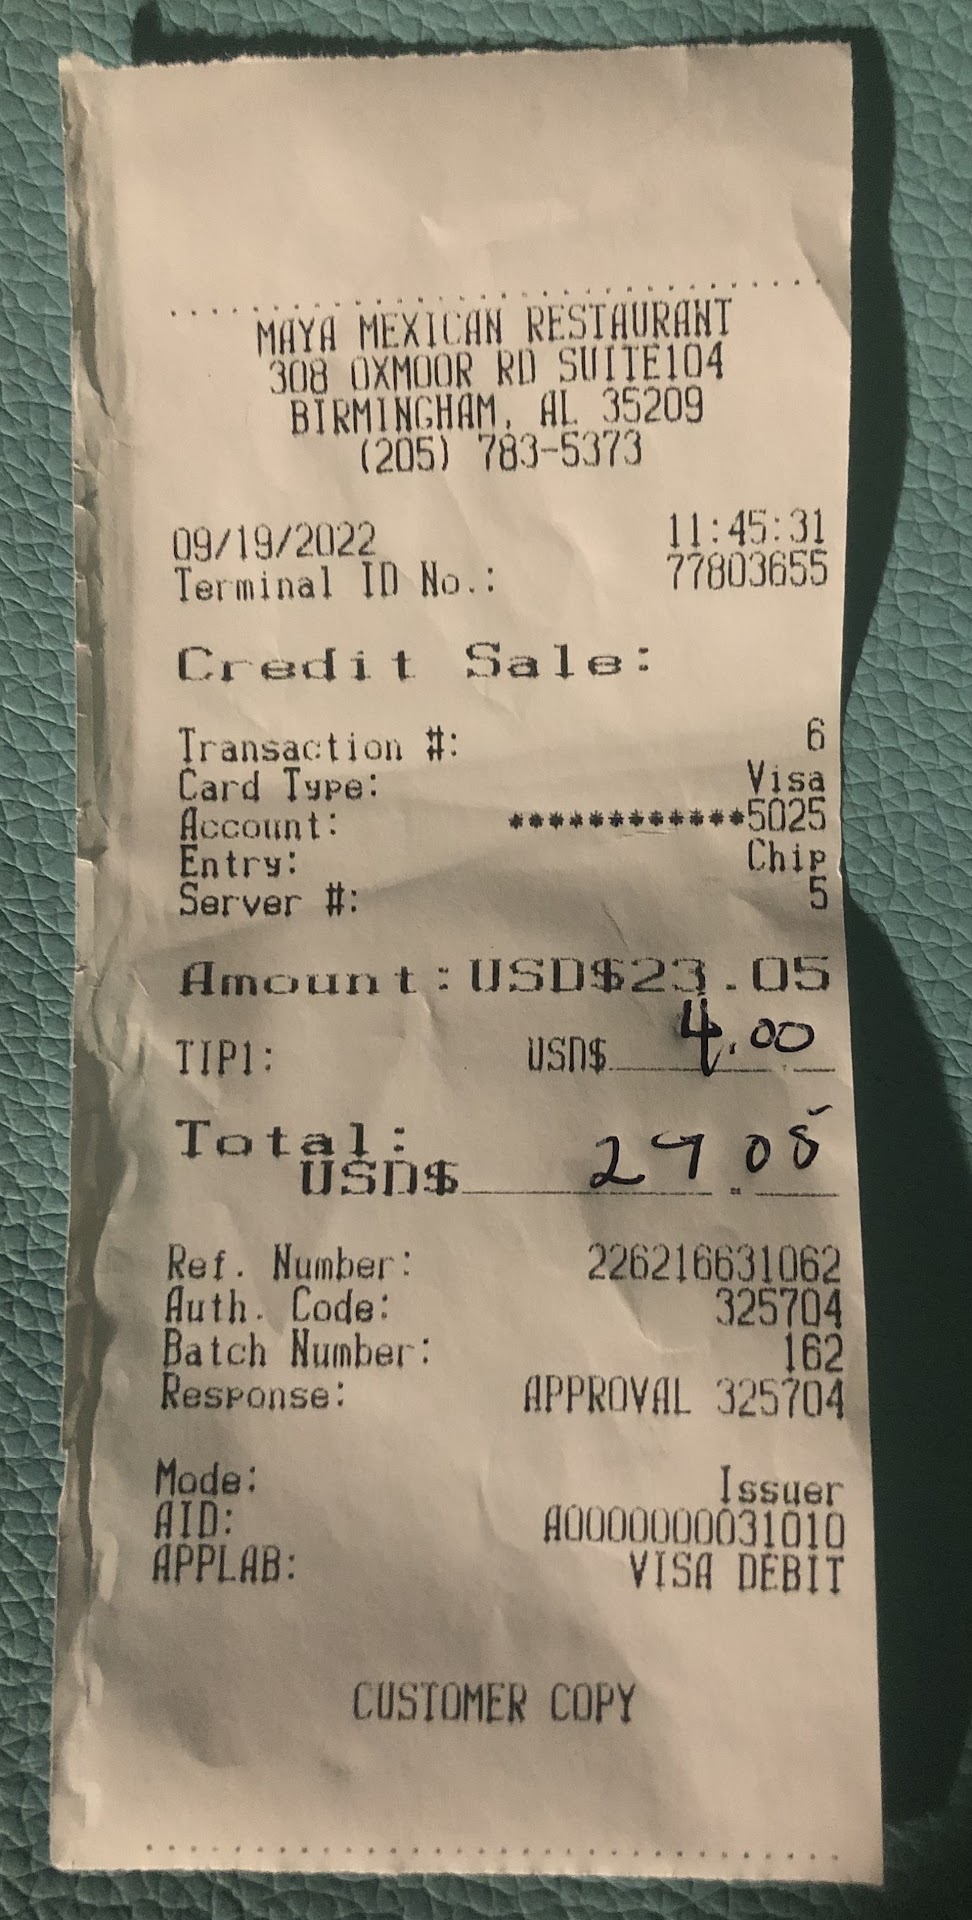 MAYA MEXICAN RESTAURANT
308 OXMOOR RD SUITE104
BIRMINGHAM, AL 35209
(205) 783-5373
09/19/2022 11:45:31
Terminal ID No.: 77803655
Credit Sale:
Transaction #: 6
Card Type: Visa
Account: ************5025
Entry: Chip
Server #: 5
Amount: USD$23.05
TIP1: USD$ 4.00
Total:
USD$ 27.05
Ref. Number: 226216631062
Auth. Code: 325704
Batch Number: 162
Response: APPROVAL 325704
Mode: Issuer
AID: A0000000031010
APPLAB: VISA DEBIT
CUSTOMER COPY